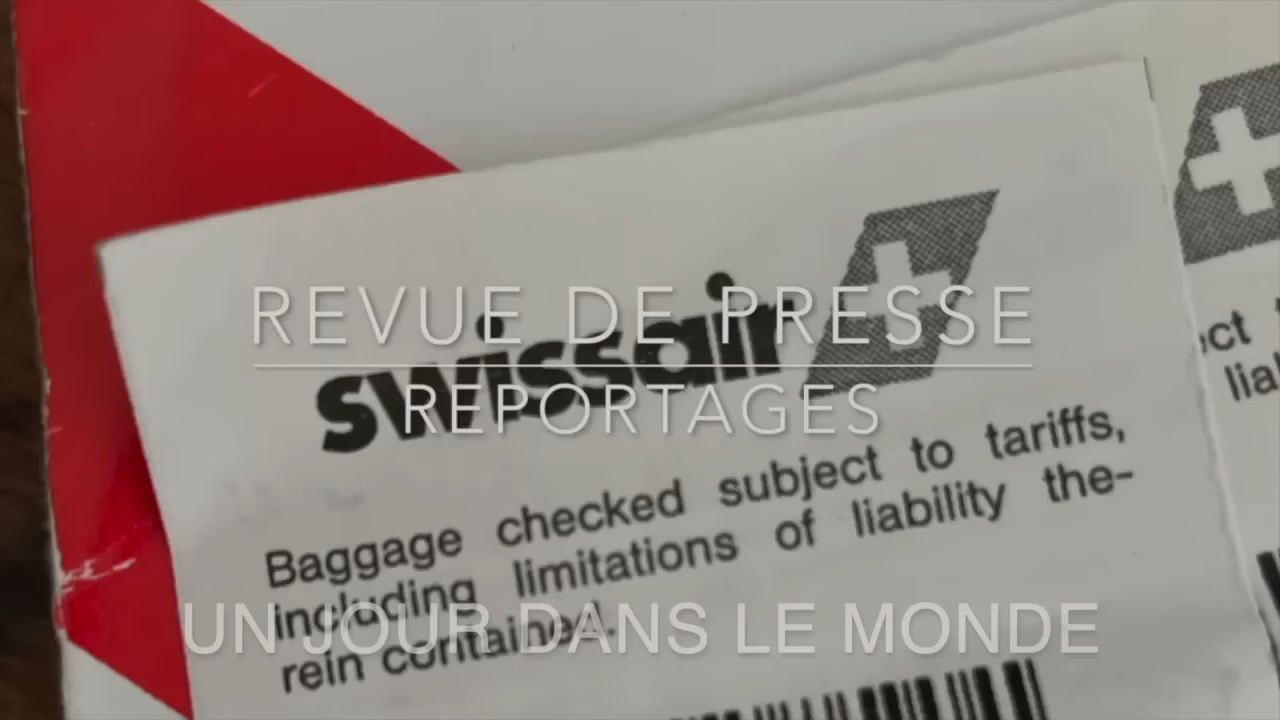 REVUE DE PRESSE
swissair
REPORTAGES
Baggage checked subject to tariffs,
including limitations of liability the-
rein contained.
UN JOUR DANS LE MONDE
ct
lia